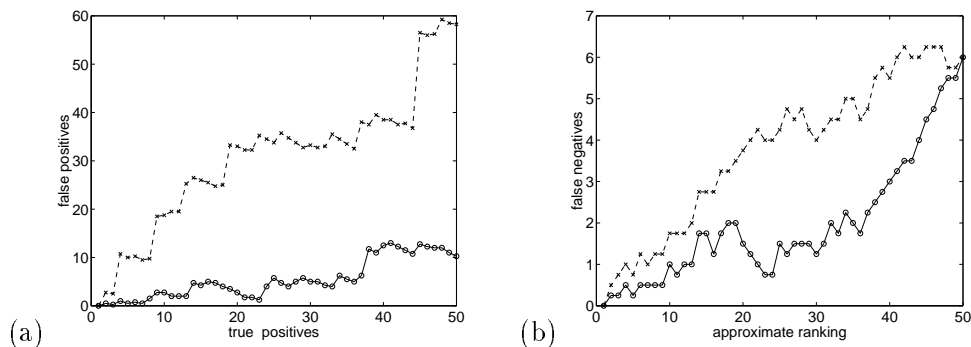 60
50
40
30
20
10
0
false positives
0 10 20 30 40 50
true positives
(a)
7
6
5
4
3
2
1
0
false negatives
0 10 20 30 40 50
approximate ranking
(b)